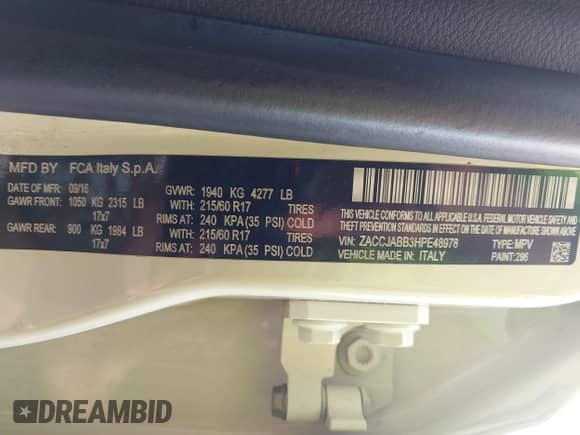 MFD BY FCA Italy S.p.A.
DATE OF MFR: 09/16 GVWR: 1940 KG 4277 LB
GAWR FRONT: 1050 KG 2315 LB WITH: 215/60 R17 TIRES
17x7 RIMS AT: 240 KPA (35 PSI) COLD
GAWR REAR: 900 KG 1984 LB WITH: 215/60 R17 TIRES
17x7 RIMS AT: 240 KPA (35 PSI) COLD
THIS VEHICLE CONFORMS TO ALL APPLICABLE U.S.A. FEDERAL MOTOR VEHICLE SAFETY, BUMPER, AND
THEFT PREVENTION STANDARDS IN EFFECT ON THE DATE OF MANUFACTURE SHOWN ABOVE.
VIN: ZACCJABB3HPE48978 TYPE: MPV
VEHICLE MADE IN: ITALY PAINT: 296
DREAMBID